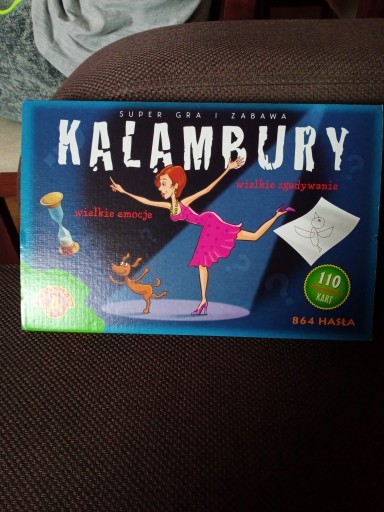 SUPER GRA I ZABAWA
KALAMBURY
wielkie zgadywanie
wielkie emocje
110
KART
864 HASŁA